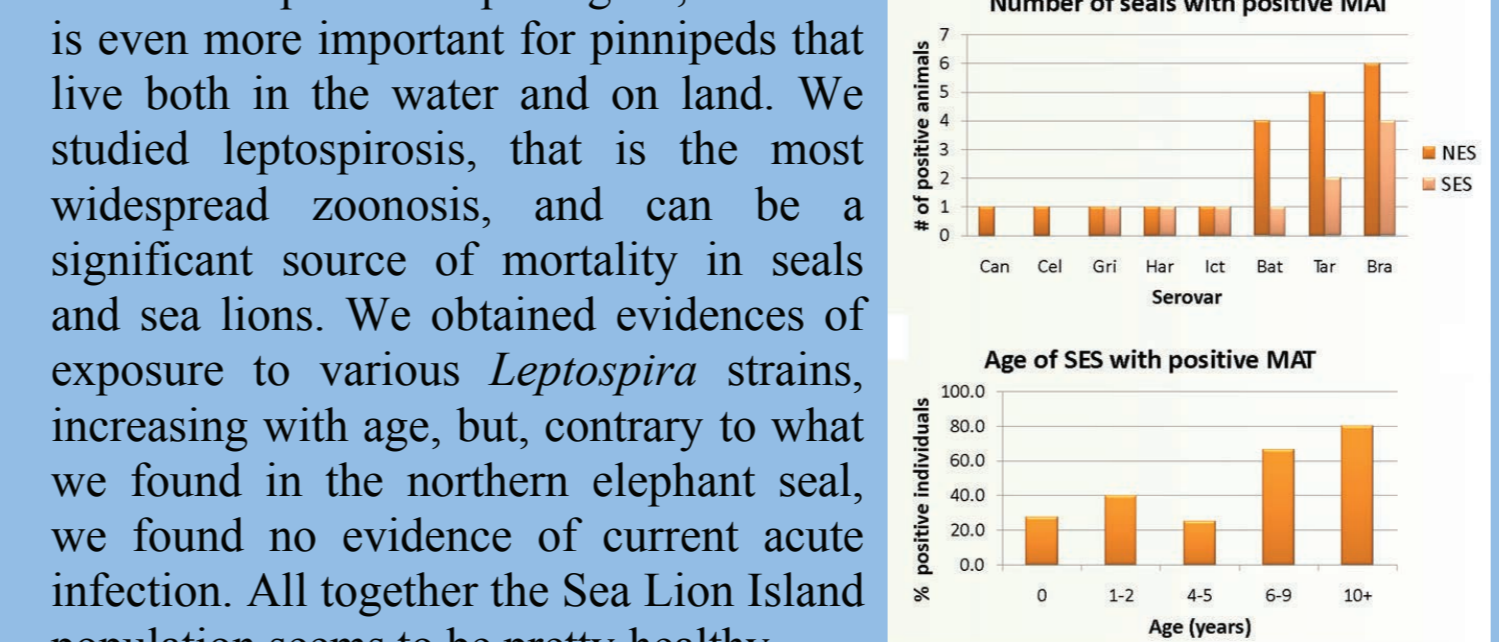 is even more important for pinnipeds that
live both in the water and on land. We
studied leptospirosis, that is the most
widespread zoonosis, and can be a
significant source of mortality in seals
and sea lions. We obtained evidences of
exposure to various Leptospira strains,
increasing with age, but, contrary to what
we found in the northern elephant seal,
we found no evidence of current acute
infection. All together the Sea Lion Island
population seems to be pretty healthy.
Number of seals with positive MAT
# of positive animals
7
6
5
4
3
2
1
0
Can Cel Gri Har Ict Bat Tar Bra
Serovar
NES
SES
Age of SES with positive MAT
% positive individuals
100.0
80.0
60.0
40.0
20.0
0.0
0 1-2 4-5 6-9 10+
Age (years)